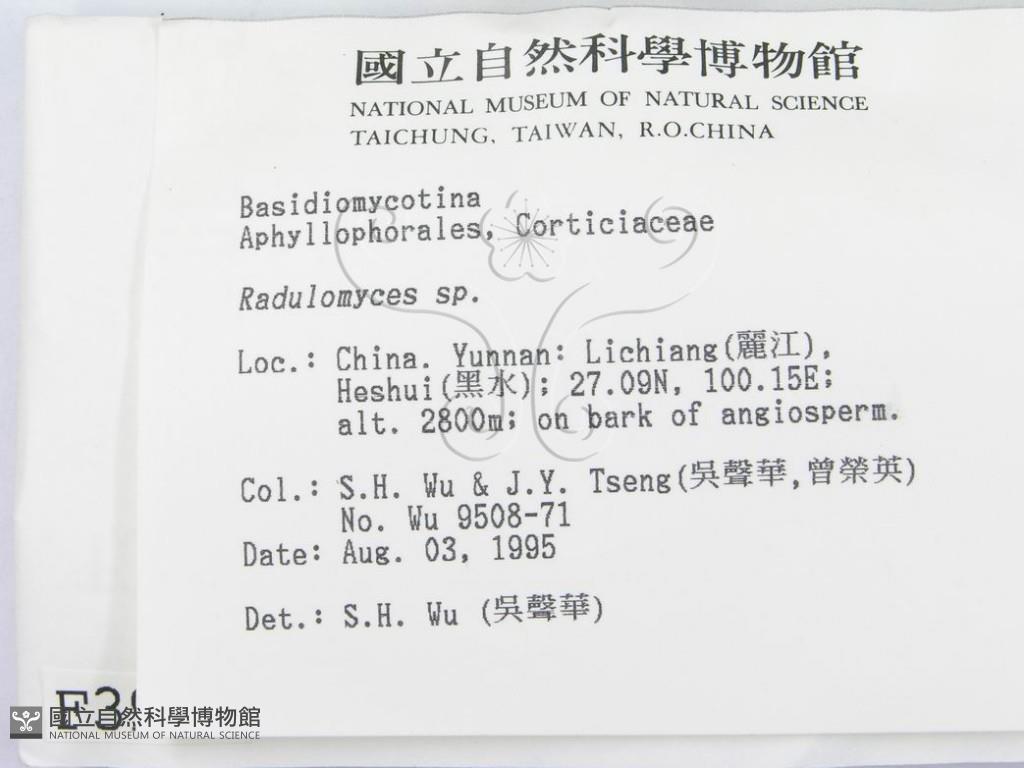 國立自然科學博物館
NATIONAL MUSEUM OF NATURAL SCIENCE
TAICHUNG, TAIWAN, R.O.CHINA
Basidiomycotina
Aphyllophorales, Corticiaceae
Radulomyces sp.
Loc.: China. Yunnan: Lichiang(麗江),
Heshui(黑水); 27.09N, 100.15E;
alt. 2800m; on bark of angiosperm.
Col.: S.H. Wu & J.Y. Tseng(吳聲華,曾榮英)
No. Wu 9508-71
Date: Aug. 03, 1995
Det.: S.H. Wu (吳聲華)
國立自然科學博物館
NATIONAL MUSEUM OF NATURAL SCIENCE